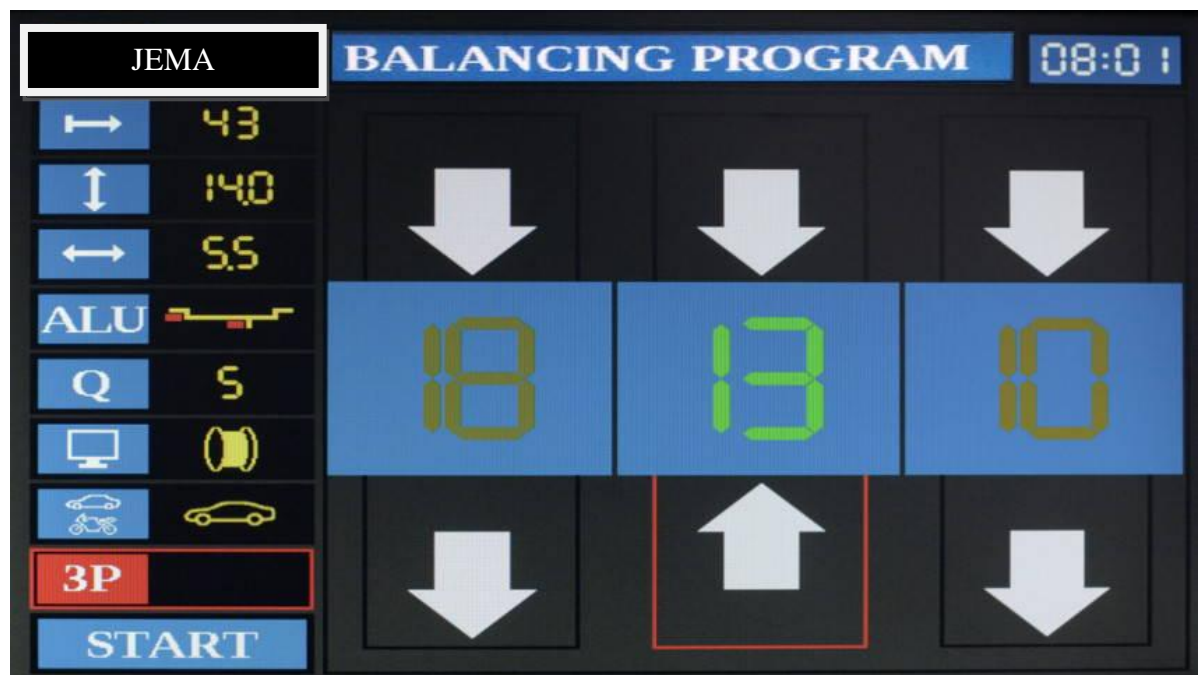 JEMA
BALANCING PROGRAM
08:01
43
14.0
5.5
ALU
Q
5
18
13
10
3P
START